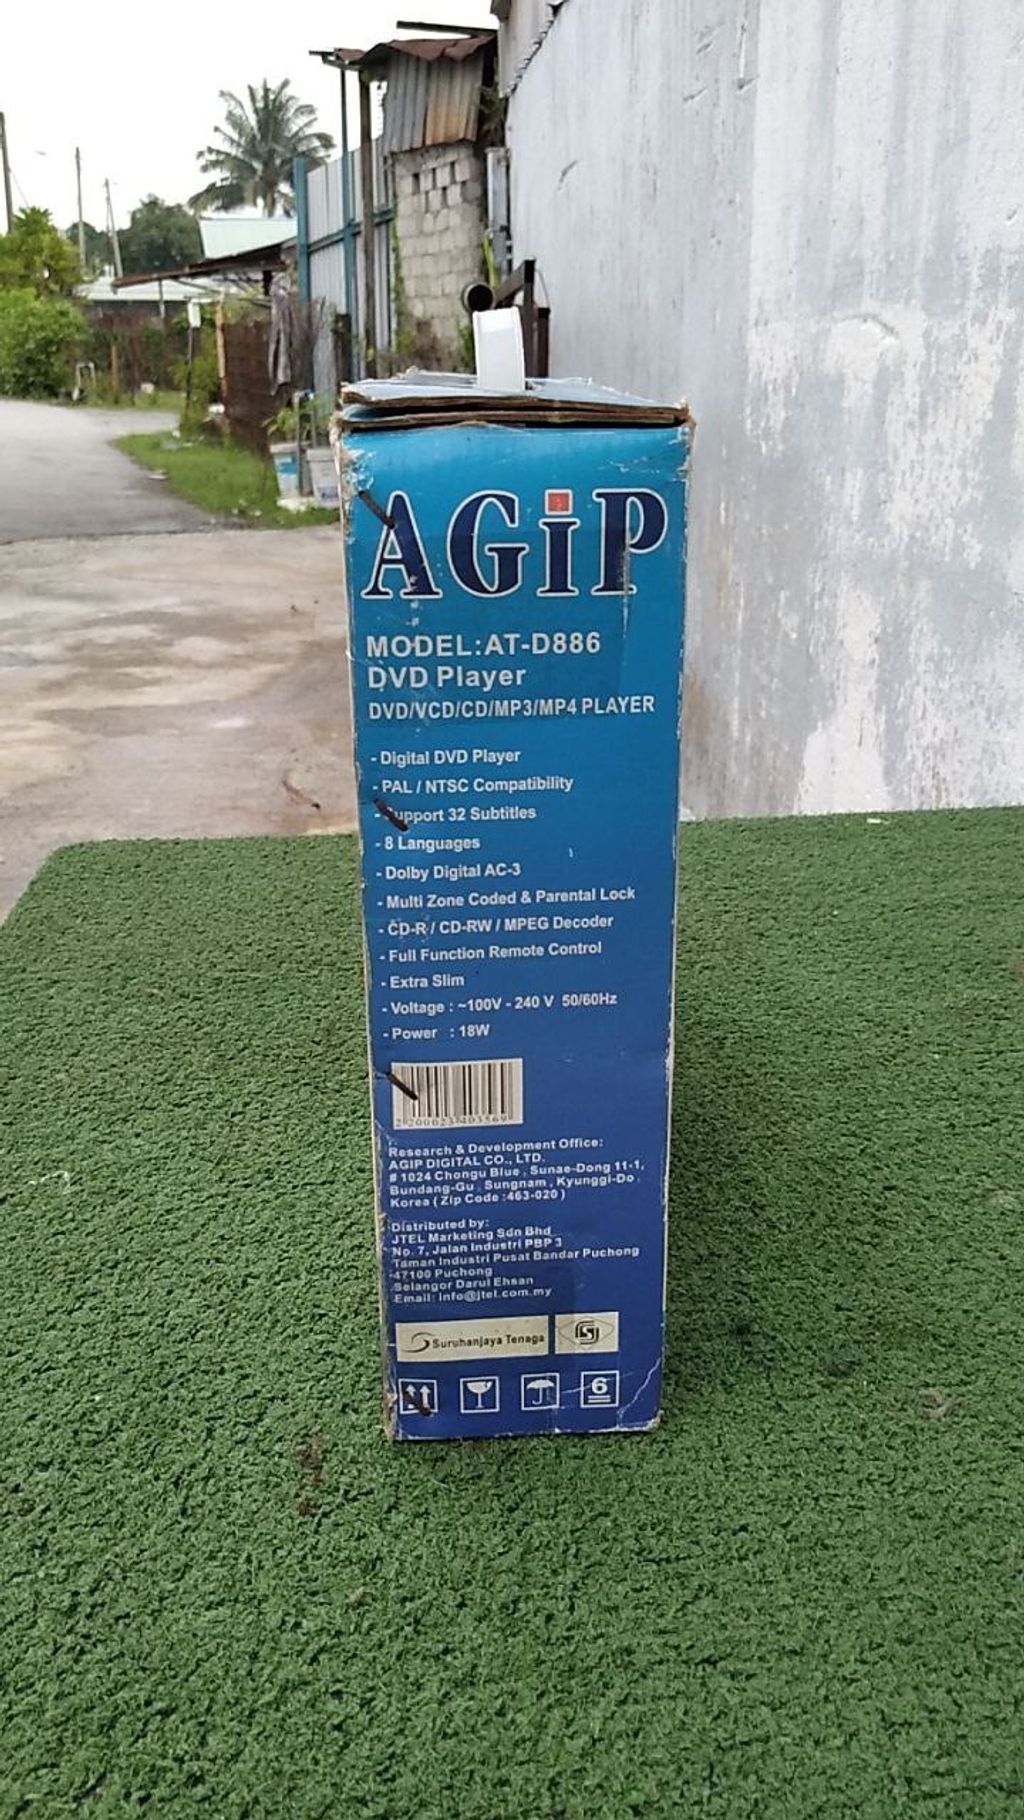 AGiP
MODEL:AT-D886
DVD Player
DVD/VCD/CD/MP3/MP4 PLAYER
- Digital DVD Player
- PAL / NTSC Compatibility
- Support 32 Subtitles
- 8 Languages
- Dolby Digital AC-3
- Multi Zone Coded & Parental Lock
- CD-R / CD-RW / MPEG Decoder
- Full Function Remote Control
- Extra Slim
- Voltage : ~100V - 240 V 50/60Hz
- Power : 18W
Research & Development Office:
AGIP DIGITAL CO., LTD.
# 1024 Chongu Blue , Sunae-Dong 11-1,
Bundang-Gu , Sungnam , Kyunggi-Do ,
Korea ( Zip Code :463-020 )
Distributed by:
JTEL Marketing Sdn Bhd
No. 7, Jalan Industri PBP 3
Taman Industri Pusat Bandar Puchong
47100 Puchong
Selangor Darul Ehsan
Email: info@jtel.com.my
Suruhanjaya Tenaga
6